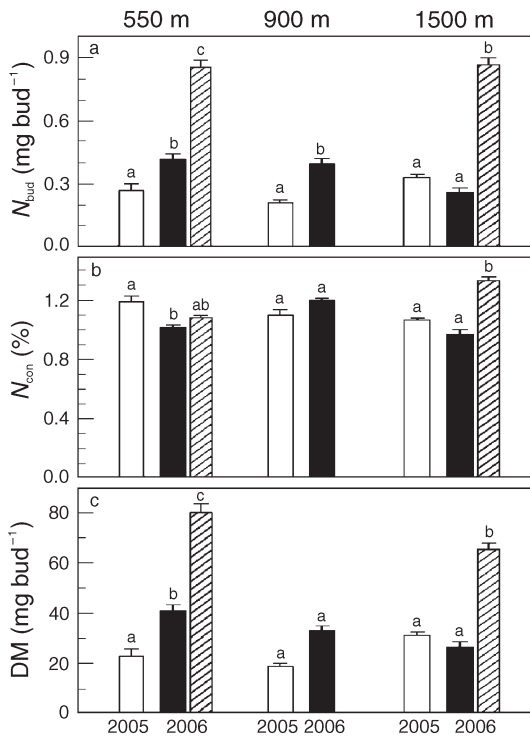 550 m 900 m 1500 m
a
N_bud (mg bud⁻¹)
0.9
0.6
0.3
0.0
a b c
a b
a a b
b
N_con (%)
1.2
0.8
0.4
0.0
a b ab
a a
a a b
c
DM (mg bud⁻¹)
80
60
40
20
0
a b c
a a
a a b
2005 2006 2005 2006 2005 2006